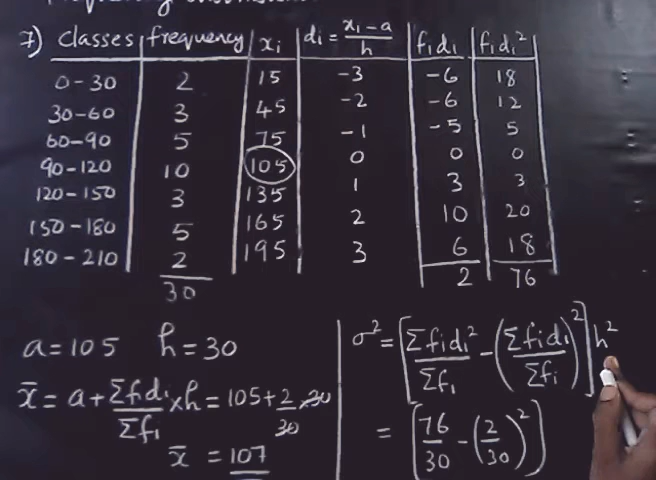 7) Classes frequency xᵢ dᵢ = (xᵢ - a)/h fᵢdᵢ fᵢdᵢ²
0-30 2 15 -3 -6 18
30-60 3 45 -2 -6 12
60-90 5 75 -1 -5 5
90-120 10 105 0 0 0
120-150 3 135 1 3 3
150-180 5 165 2 10 20
180-210 2 195 3 6 18
30 2 76
a = 105 h = 30
x̄ = a + Σfᵢdᵢ/Σfᵢ × h = 105 + 2/30 × 30
x̄ = 107
σ² = [Σfᵢdᵢ²/Σfᵢ - (Σfᵢdᵢ/Σfᵢ)²] h²
= [76/30 - (2/30)²]